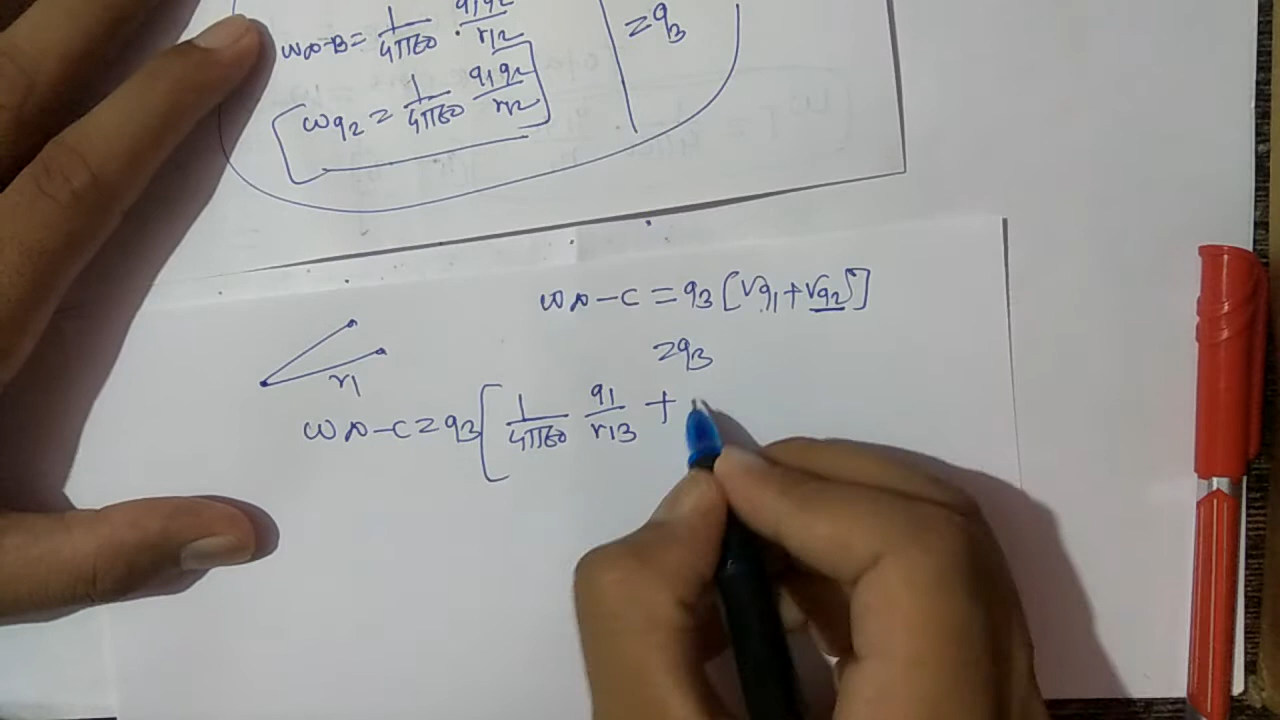 W∞-B = 1/4πε0 · q1q2/r12
Wq2 = 1/4πε0 q1q2/r12
= q3
W∞-C = q3 [Vq1 + Vq2]
= q3
r1
W∞-C = q3 [ 1/4πε0 q1/r13 +